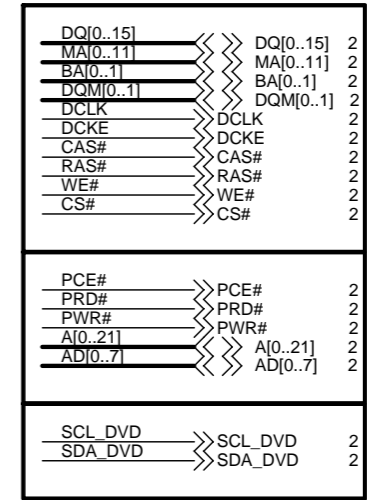 DQ[0..15] DQ[0..15] 2
MA[0..11] MA[0..11] 2
BA[0..1] BA[0..1] 2
DQM[0..1] DQM[0..1] 2
DCLK DCLK 2
DCKE DCKE 2
CAS# CAS# 2
RAS# RAS# 2
WE# WE# 2
CS# CS# 2
PCE# PCE# 2
PRD# PRD# 2
PWR# PWR# 2
A[0..21] A[0..21] 2
AD[0..7] AD[0..7] 2
SCL_DVD SCL_DVD 2
SDA_DVD SDA_DVD 2